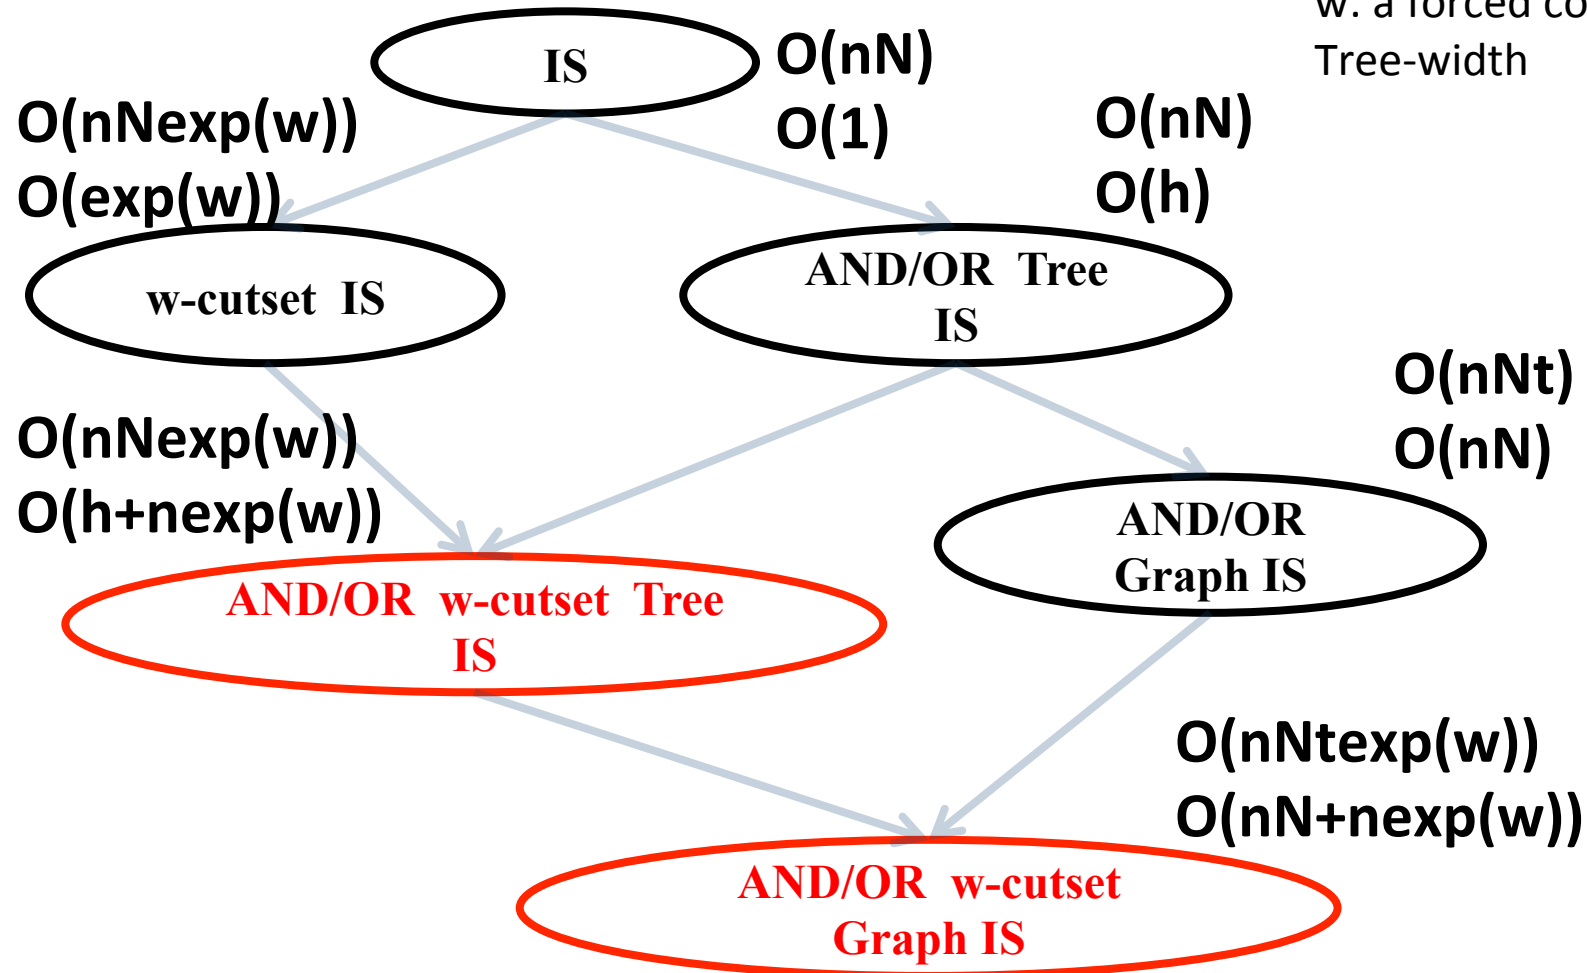 w: a forced
Tree-width
IS
O(nN)
O(1)
O(nNexp(w))
O(exp(w))
O(nN)
O(h)
w-cutset IS
AND/OR Tree
IS
O(nNt)
O(nN)
O(nNexp(w))
O(h+nexp(w))
AND/OR
Graph IS
AND/OR w-cutset Tree
IS
O(nNtexp(w))
O(nN+nexp(w))
AND/OR w-cutset
Graph IS